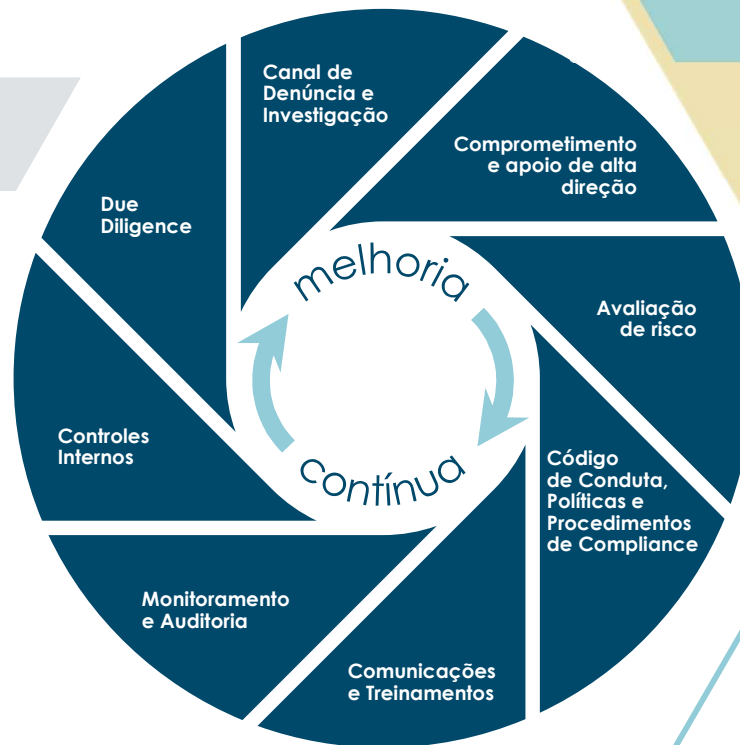 Canal de
Denúncia e
Investigação
Comprometimento
e apoio de alta
direção
Due
Diligence
melhoria
Avaliação
de risco
Controles
Internos
contínua
Código
de Conduta,
Políticas e
Procedimentos
de Compliance
Monitoramento
e Auditoria
Comunicações
e Treinamentos